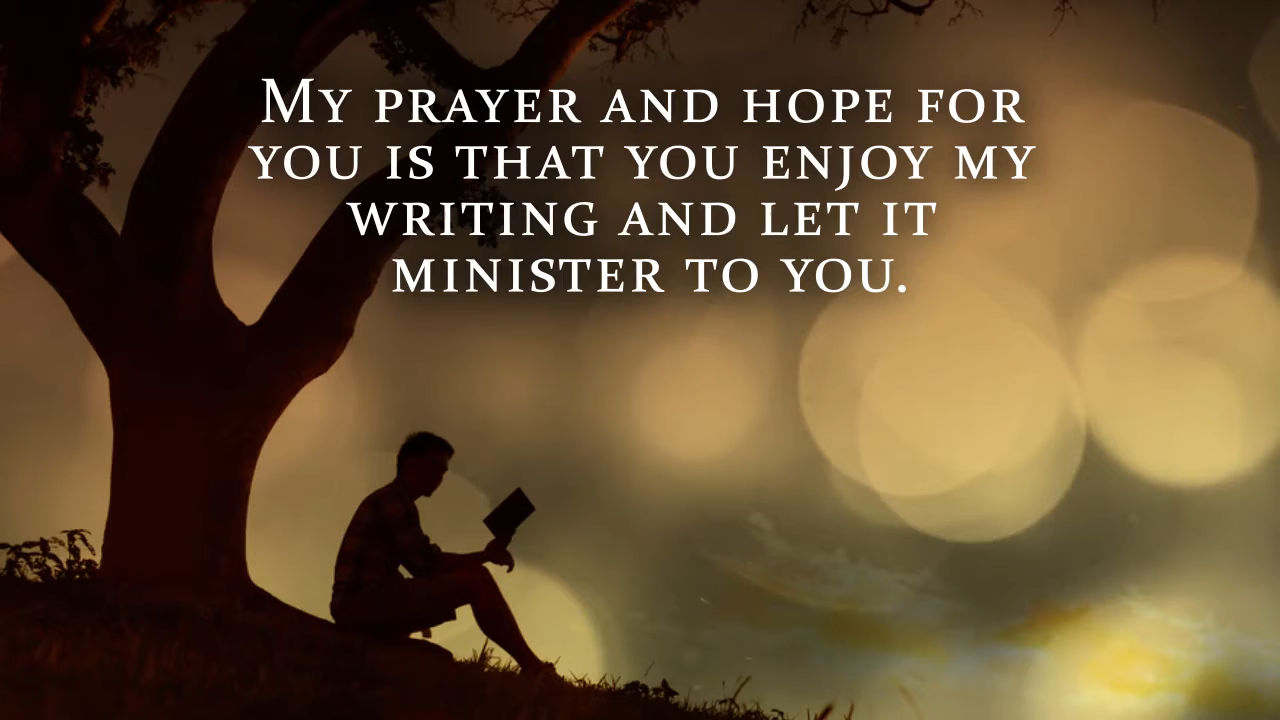 My prayer and hope for
you is that you enjoy my
writing and let it
minister to you.